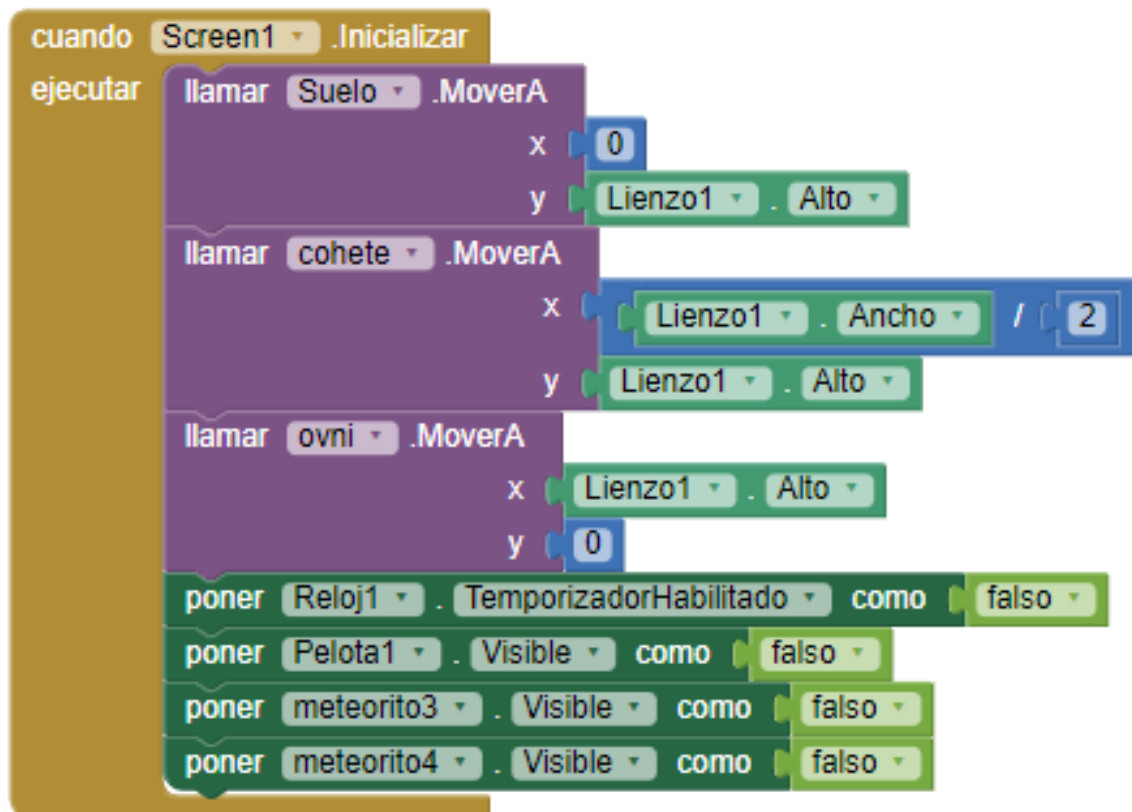 cuando Screen1 .Inicializar
ejecutar llamar Suelo .MoverA
x 0
y Lienzo1 . Alto
llamar cohete .MoverA
x Lienzo1 . Ancho / 2
y Lienzo1 . Alto
llamar ovni .MoverA
x Lienzo1 . Alto
y 0
poner Reloj1 . TemporizadorHabilitado como falso
poner Pelota1 . Visible como falso
poner meteorito3 . Visible como falso
poner meteorito4 . Visible como falso